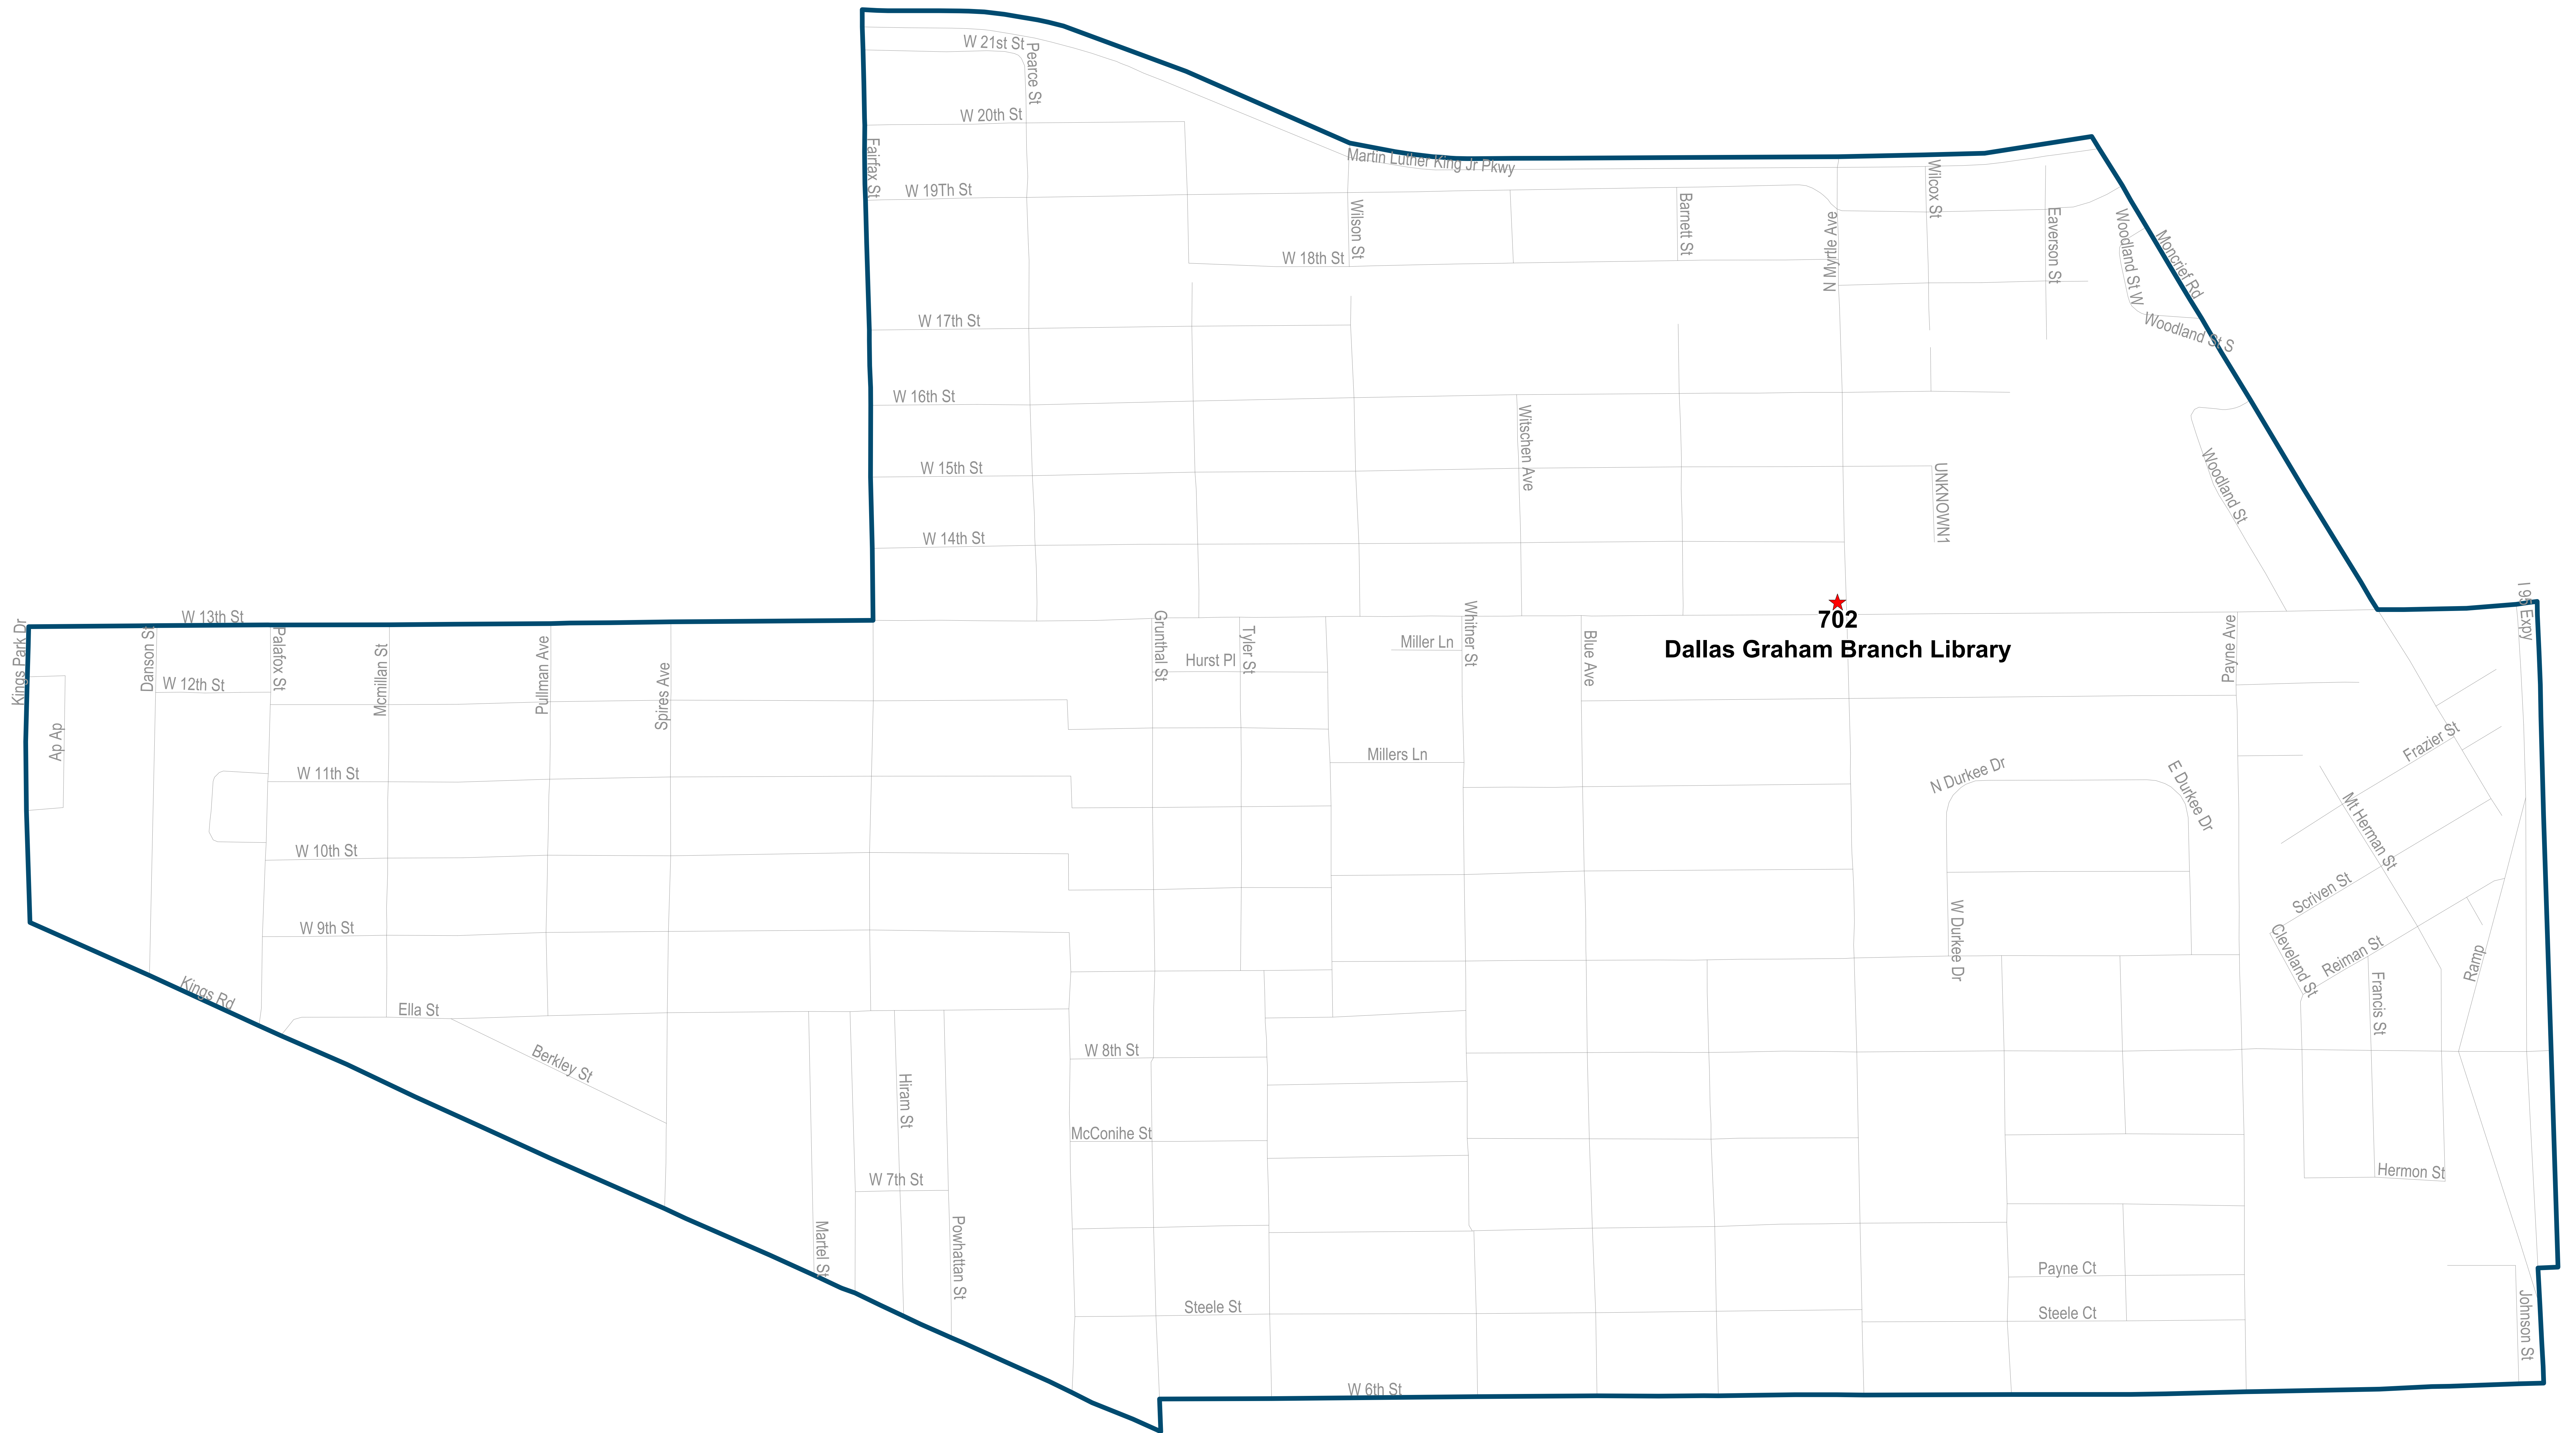 W 21st St
Pearce St
W 20th St
Fairfax St
Martin Luther King Jr Pkwy
W 19Th St
Wilson St
Barnett St
N Myrtle Ave
Wilcox St
Eaverson St
Woodland St W
Moncrief Rd
W 18th St
Woodland St S
W 17th St
W 16th St
Witschen Ave
W 15th St
UNKNOWN1
Woodland St
W 14th St
I 95 Expy
702
Dallas Graham Branch Library
W 13th St
Kings Park Dr
Danson St
Palafox St
Mcmillan St
Pullman Ave
Spires Ave
Grunthal St
Tyler St
Hurst Pl
Miller Ln
Whitner St
Blue Ave
Payne Ave
W 12th St
Ap Ap
Millers Ln
Frazier St
W 11th St
N Durkee Dr
E Durkee Dr
Mt Herman St
W 10th St
Scriven St
W 9th St
W Durkee Dr
Cleveland St
Reiman St
Ramp
Kings Rd
Ella St
Francis St
W 8th St
Berkley St
Hiram St
McConihe St
W 7th St
Hermon St
Martel St
Powhattan St
Payne Ct
Steele St
Steele Ct
Johnson St
W 6th St